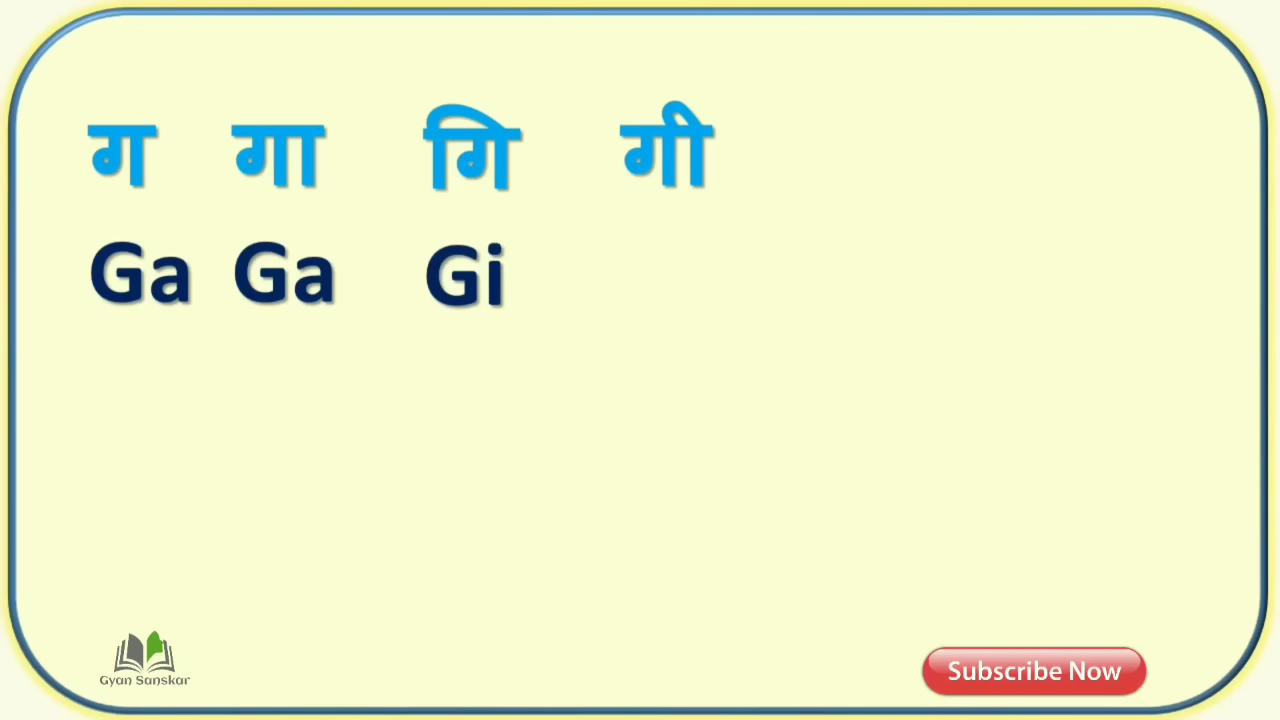 ग गा गि गी
Ga Ga Gi
Gyan Sanskar
Subscribe Now